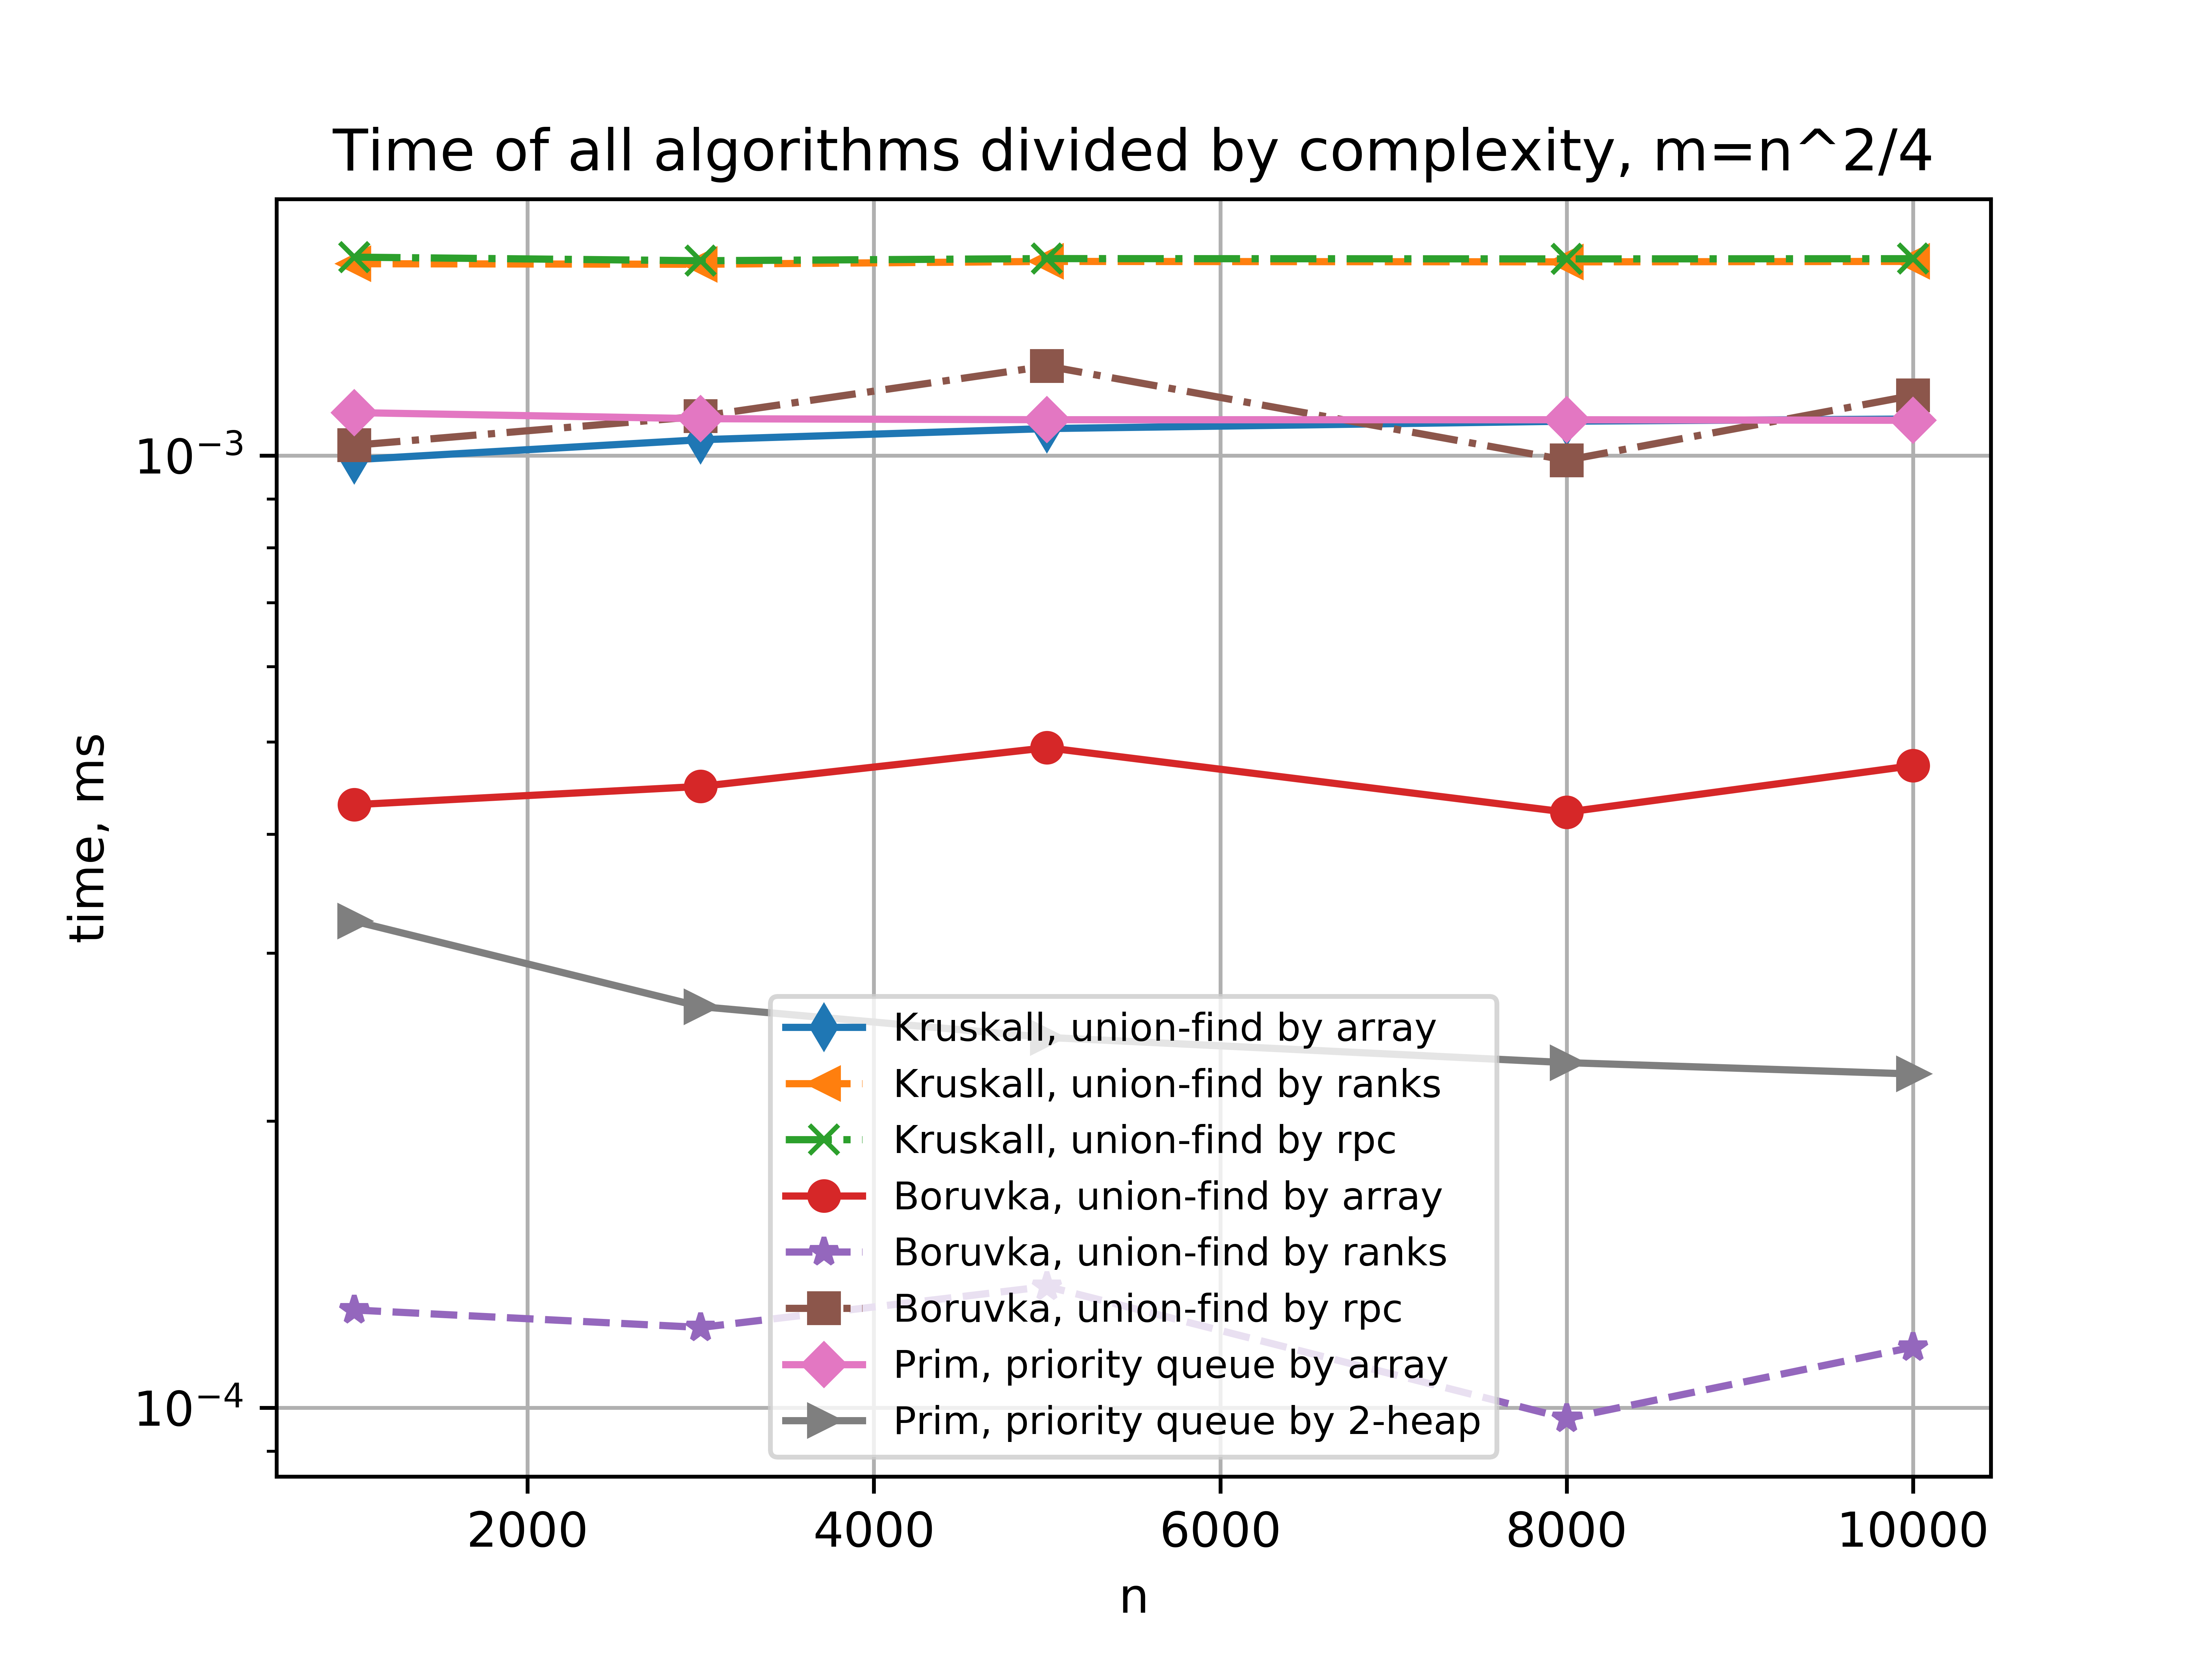 Time of all algorithms divided by complexity, m=n^2/4
10⁻³
10⁻⁴
time, ms
Kruskall, union-find by array
Kruskall, union-find by ranks
Kruskall, union-find by rpc
Boruvka, union-find by array
Boruvka, union-find by ranks
Boruvka, union-find by rpc
Prim, priority queue by array
Prim, priority queue by 2-heap
2000 4000 6000 8000 10000
n